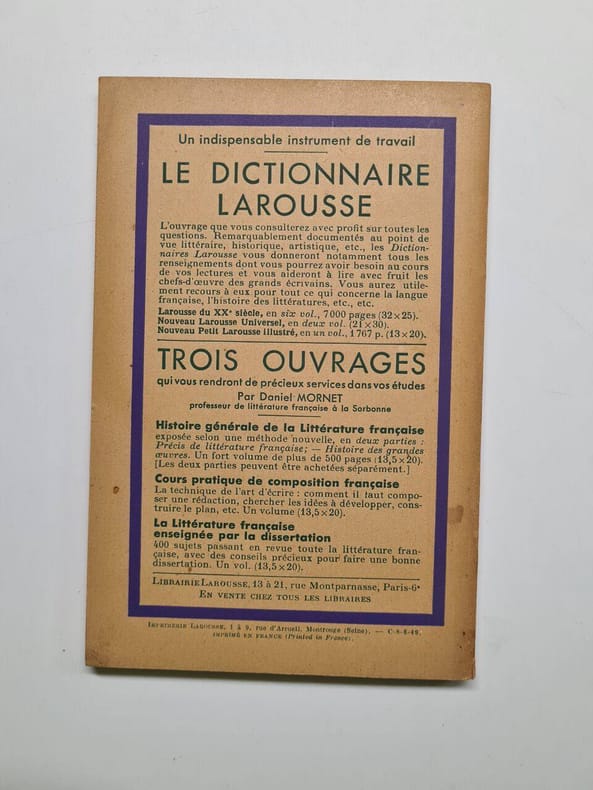 Un indispensable instrument de travail
LE DICTIONNAIRE
LAROUSSE
L'ouvrage que vous consulterez avec profit sur toutes les
questions. Remarquablement documentés au point de
vue littéraire, historique, artistique, etc., les Diction-
naires Larousse vous donneront notamment tous les
renseignements dont vous pourrez avoir besoin au cours
de vos lectures et vous aideront à lire avec fruit les
chefs-d'œuvre des grands écrivains. Vous aurez utile-
ment recours à eux pour tout ce qui concerne la langue
française, l'histoire des littératures, etc., etc.
Larousse du XXe siècle, en six vol., 7000 pages (32×25).
Nouveau Larousse Universel, en deux vol. (21×30).
Nouveau Petit Larousse illustré, en un vol., 1767 p. (13×20).
TROIS OUVRAGES
qui vous rendront de précieux services dans vos études
Par Daniel MORNET
professeur de littérature française à la Sorbonne
Histoire générale de la Littérature française
exposée selon une méthode nouvelle, en deux parties :
Précis de littérature française; — Histoire des grandes
œuvres. Un fort volume de plus de 500 pages (13,5×20).
[Les deux parties peuvent être achetées séparément.]
Cours pratique de composition française
La technique de l'art d'écrire : comment il faut compo-
ser une rédaction, chercher les idées à développer, cons-
truire le plan, etc. Un volume (13,5×20).
La Littérature française
enseignée par la dissertation
400 sujets passant en revue toute la littérature fran-
çaise, avec des conseils précieux pour faire une bonne
dissertation. Un vol. (13,5×20).
LIBRAIRIE LAROUSSE, 13 à 21, rue Montparnasse, Paris-6e
EN VENTE CHEZ TOUS LES LIBRAIRES
IMPRIMERIE LAROUSSE, 1 à 9, rue d'Arcueil, Montrouge (Seine). — C-8-8-49.
IMPRIMÉ EN FRANCE (Printed in France).